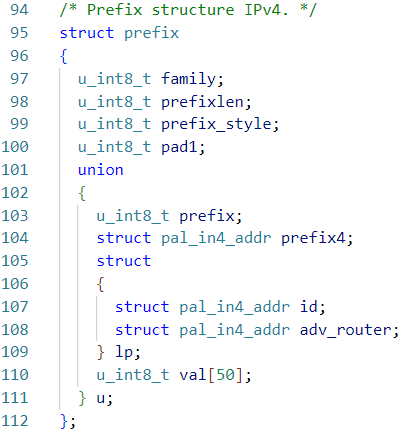 94 /* Prefix structure IPv4. */
95 struct prefix
96 {
97 u_int8_t family;
98 u_int8_t prefixlen;
99 u_int8_t prefix_style;
100 u_int8_t pad1;
101 union
102 {
103 u_int8_t prefix;
104 struct pal_in4_addr prefix4;
105 struct
106 {
107 struct pal_in4_addr id;
108 struct pal_in4_addr adv_router;
109 } lp;
110 u_int8_t val[50];
111 } u;
112 };